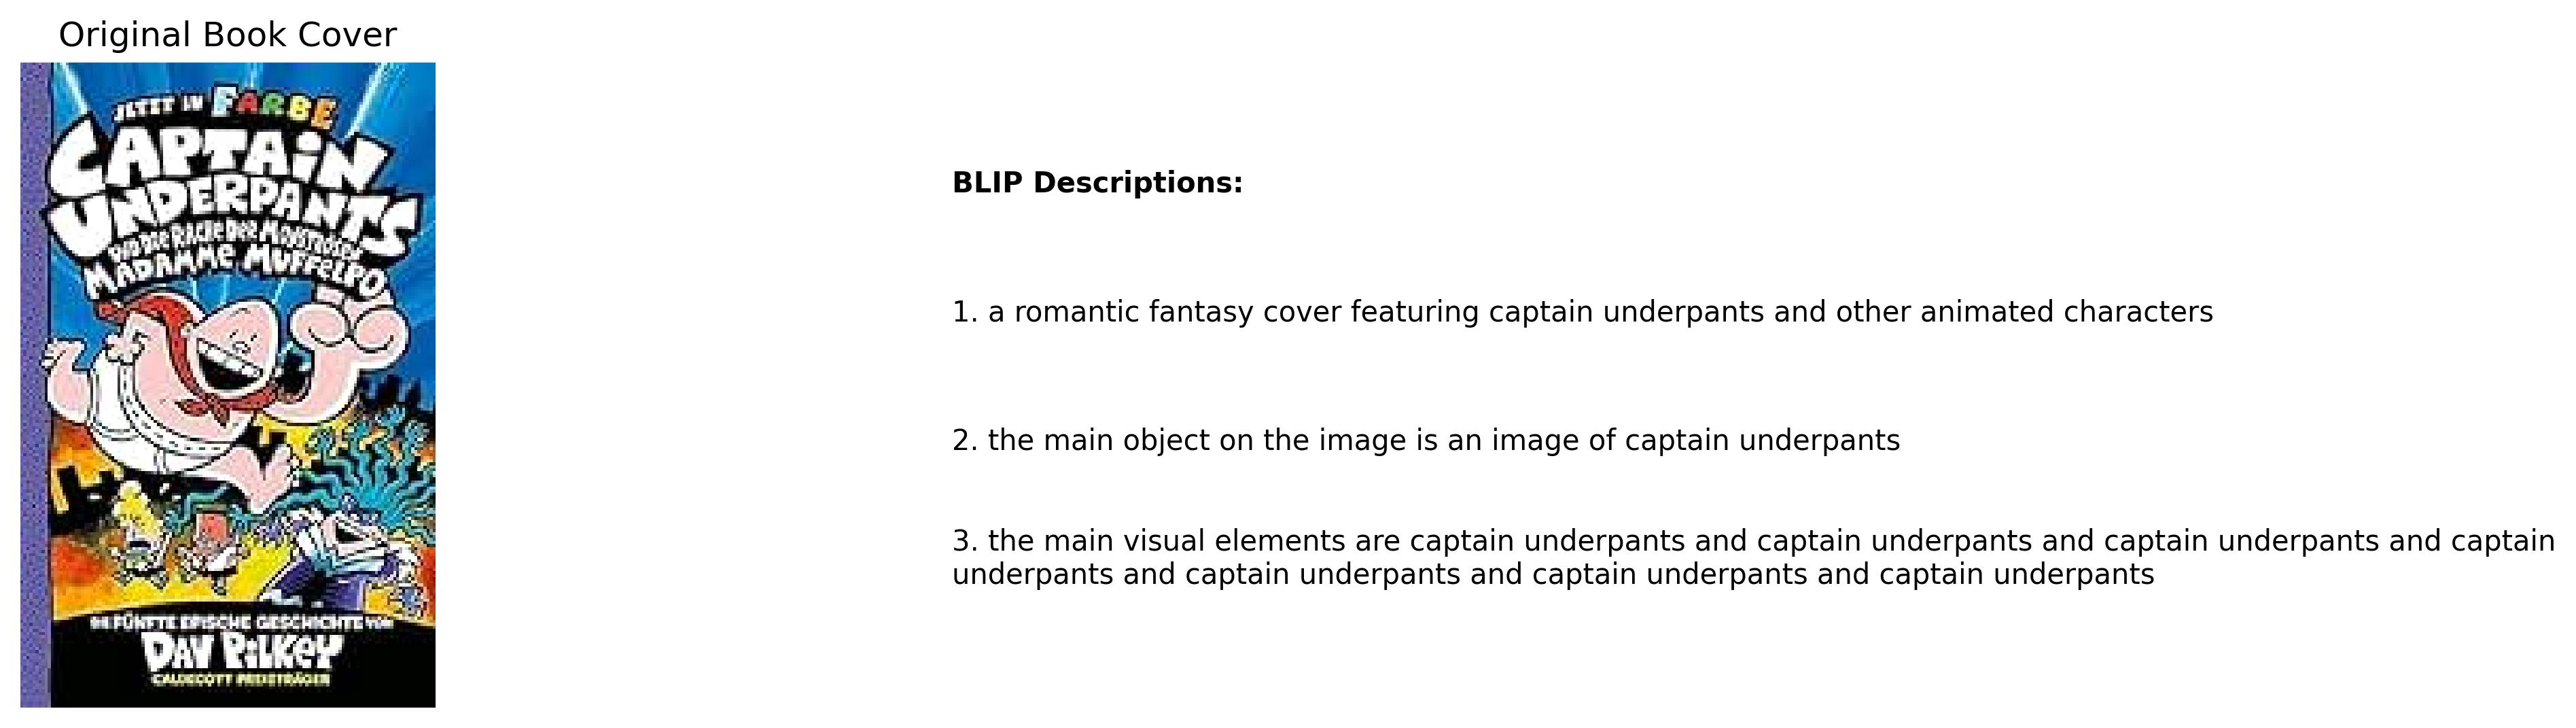 Original Book Cover
JETZT IN FARBE
CAPTAIN
UNDERPANTS
UND DIE RACHE DER
MADAMME MUFFELPO
DIE FÜNFTE EPISCHE GESCHICHTE VON
DAV PILKEY
CALDECOTT PREISTRÄGER
BLIP Descriptions:
1. a romantic fantasy cover featuring captain underpants and other animated characters
2. the main object on the image is an image of captain underpants
3. the main visual elements are captain underpants and captain underpants and captain underpants and captain
underpants and captain underpants and captain underpants and captain underpants